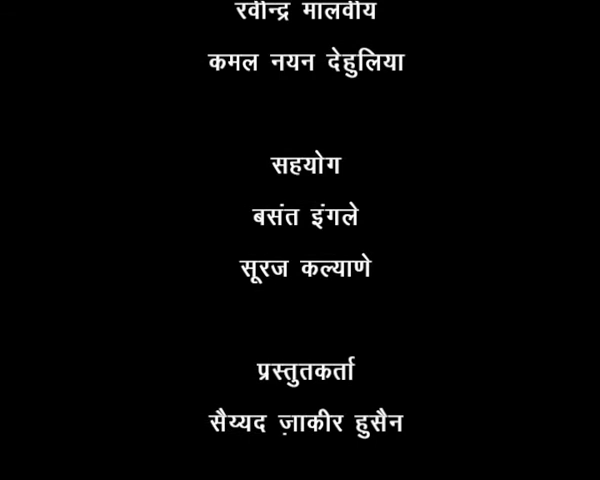 रवीन्द्र मालवीय
कमल नयन देहुलिया
सहयोग
बसंत इंगले
सूरज कल्याणे
प्रस्तुतकर्ता
सैय्यद ज़ाकीर हुसैन